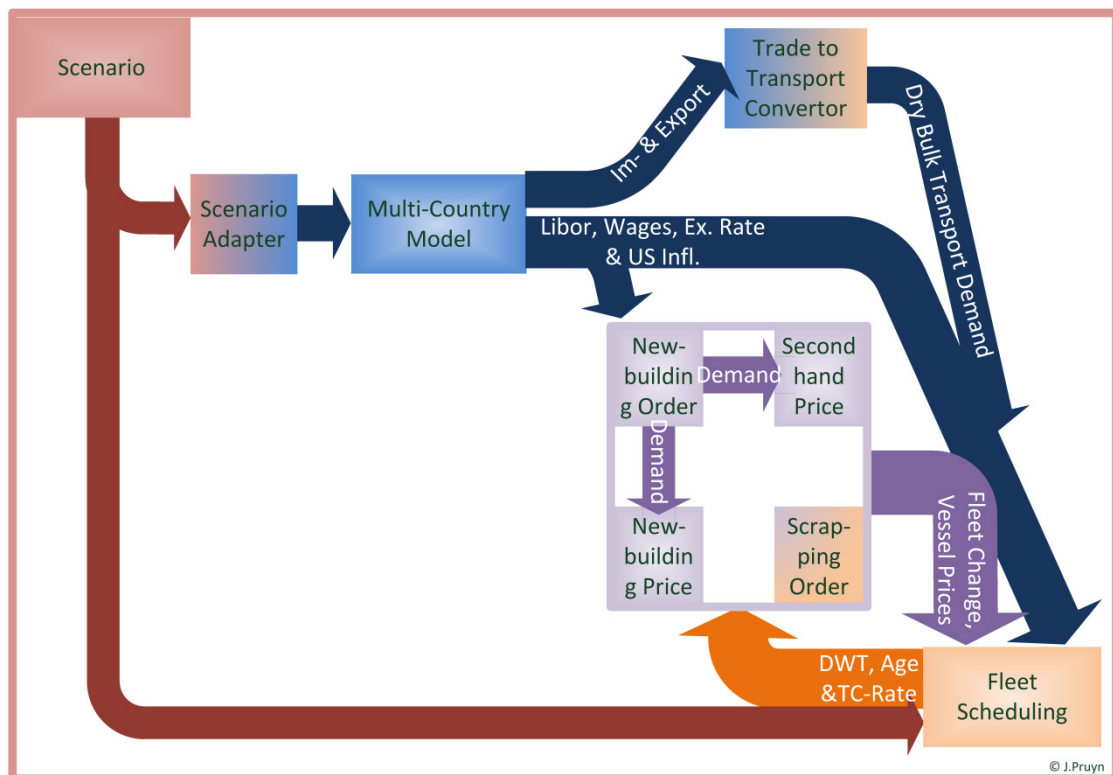 Scenario
Trade to
Transport
Convertor
Im- & Export
Dry Bulk Transport Demand
Scenario
Adapter
Multi-Country
Model
Libor, Wages, Ex. Rate
& US Infl.
New-
buildin
g Order
Demand
Second
hand
Price
Demand
New-
buildin
g Price
Scrap-
ping
Order
Fleet Change,
Vessel Prices
DWT, Age
&TC-Rate
Fleet
Scheduling
© J.Pruyn